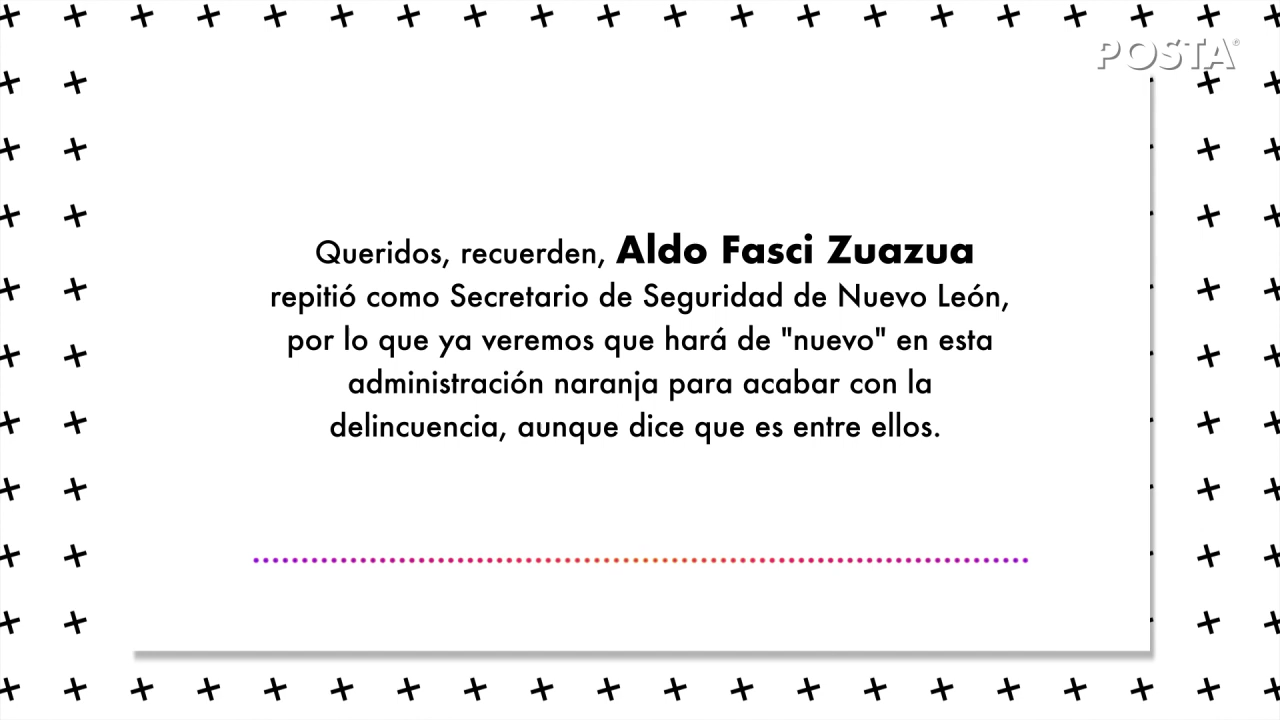 POSTA®
Queridos, recuerden, Aldo Fasci Zuazua
repitió como Secretario de Seguridad de Nuevo León,
por lo que ya veremos que hará de "nuevo" en esta
administración naranja para acabar con la
delincuencia, aunque dice que es entre ellos.